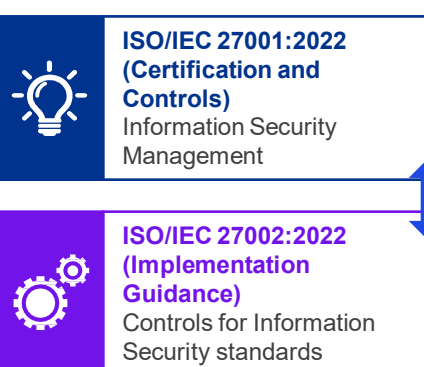 ISO/IEC 27001:2022
(Certification and
Controls)
Information Security
Management
ISO/IEC 27002:2022
(Implementation
Guidance)
Controls for Information
Security standards